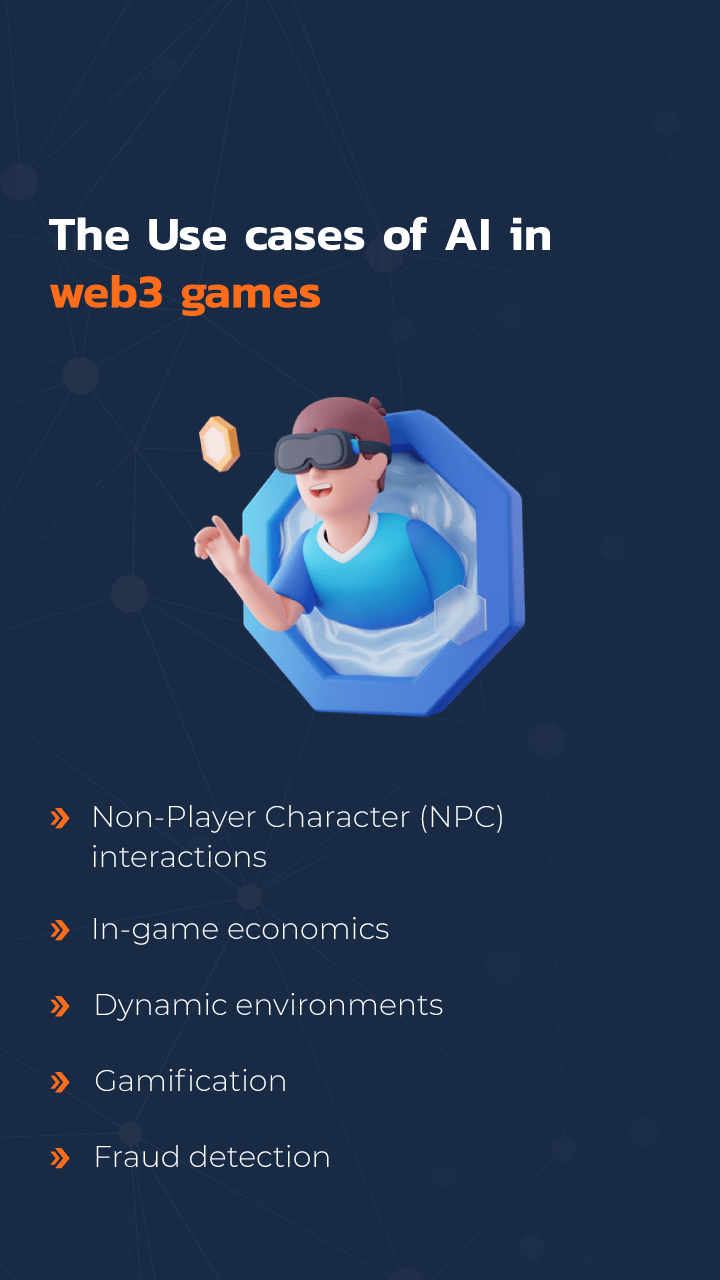 The Use cases of AI in
web3 games
Non-Player Character (NPC)
interactions
In-game economics
Dynamic environments
Gamification
Fraud detection